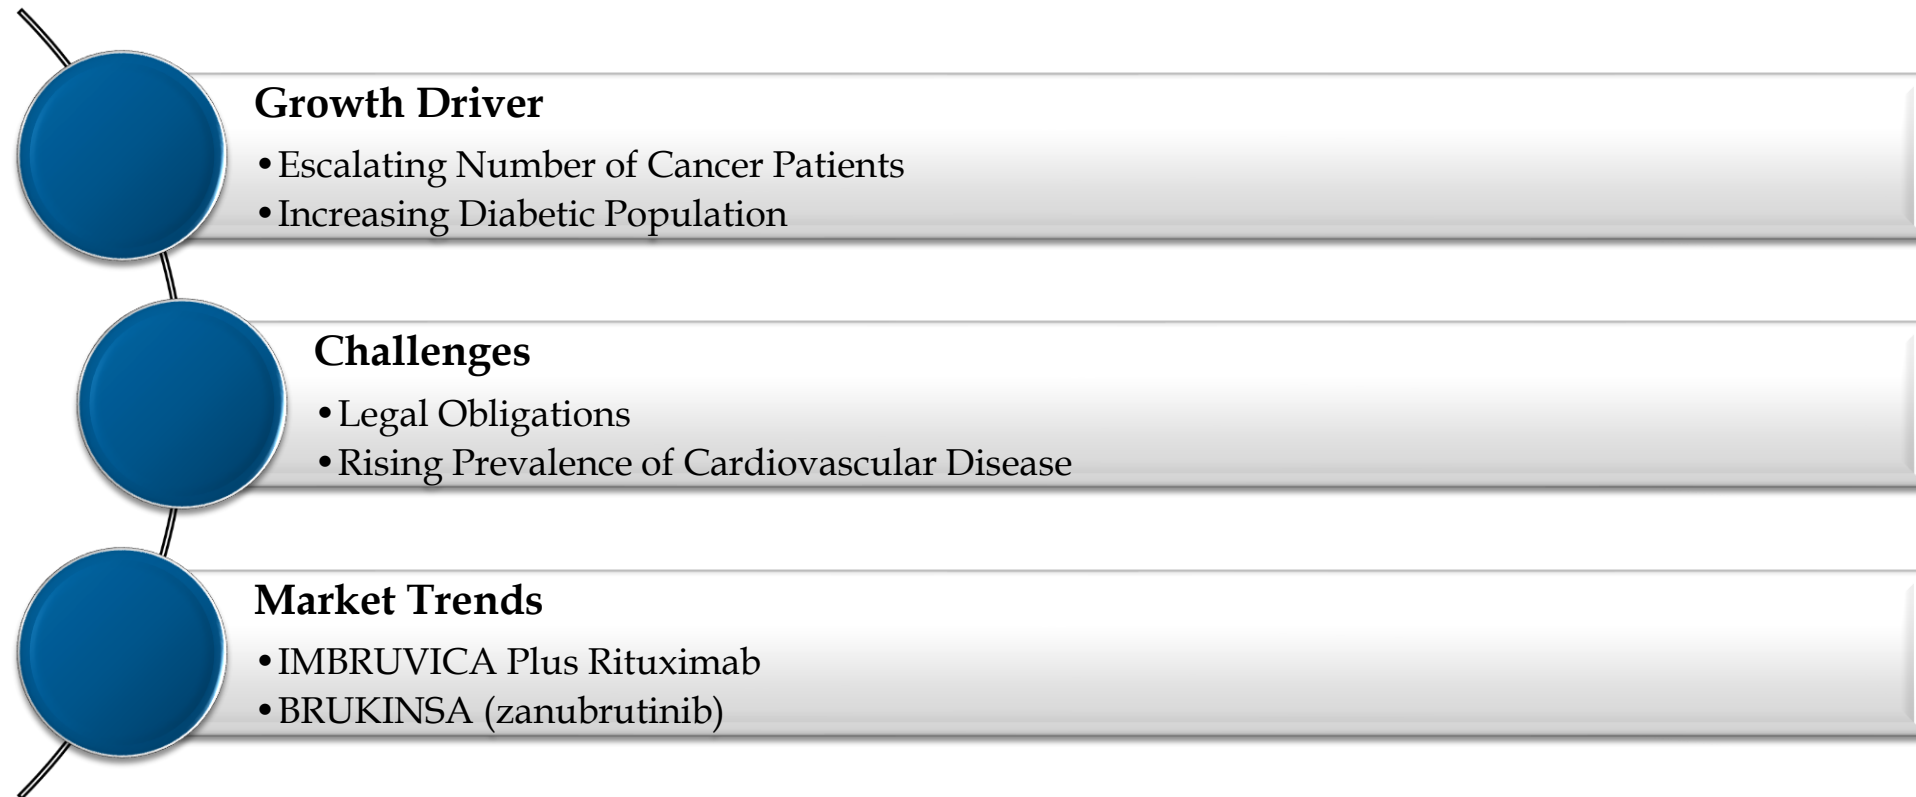 Growth Driver
•Escalating Number of Cancer Patients
•Increasing Diabetic Population
Challenges
•Legal Obligations
•Rising Prevalence of Cardiovascular Disease
Market Trends
•IMBRUVICA Plus Rituximab
•BRUKINSA (zanubrutinib)